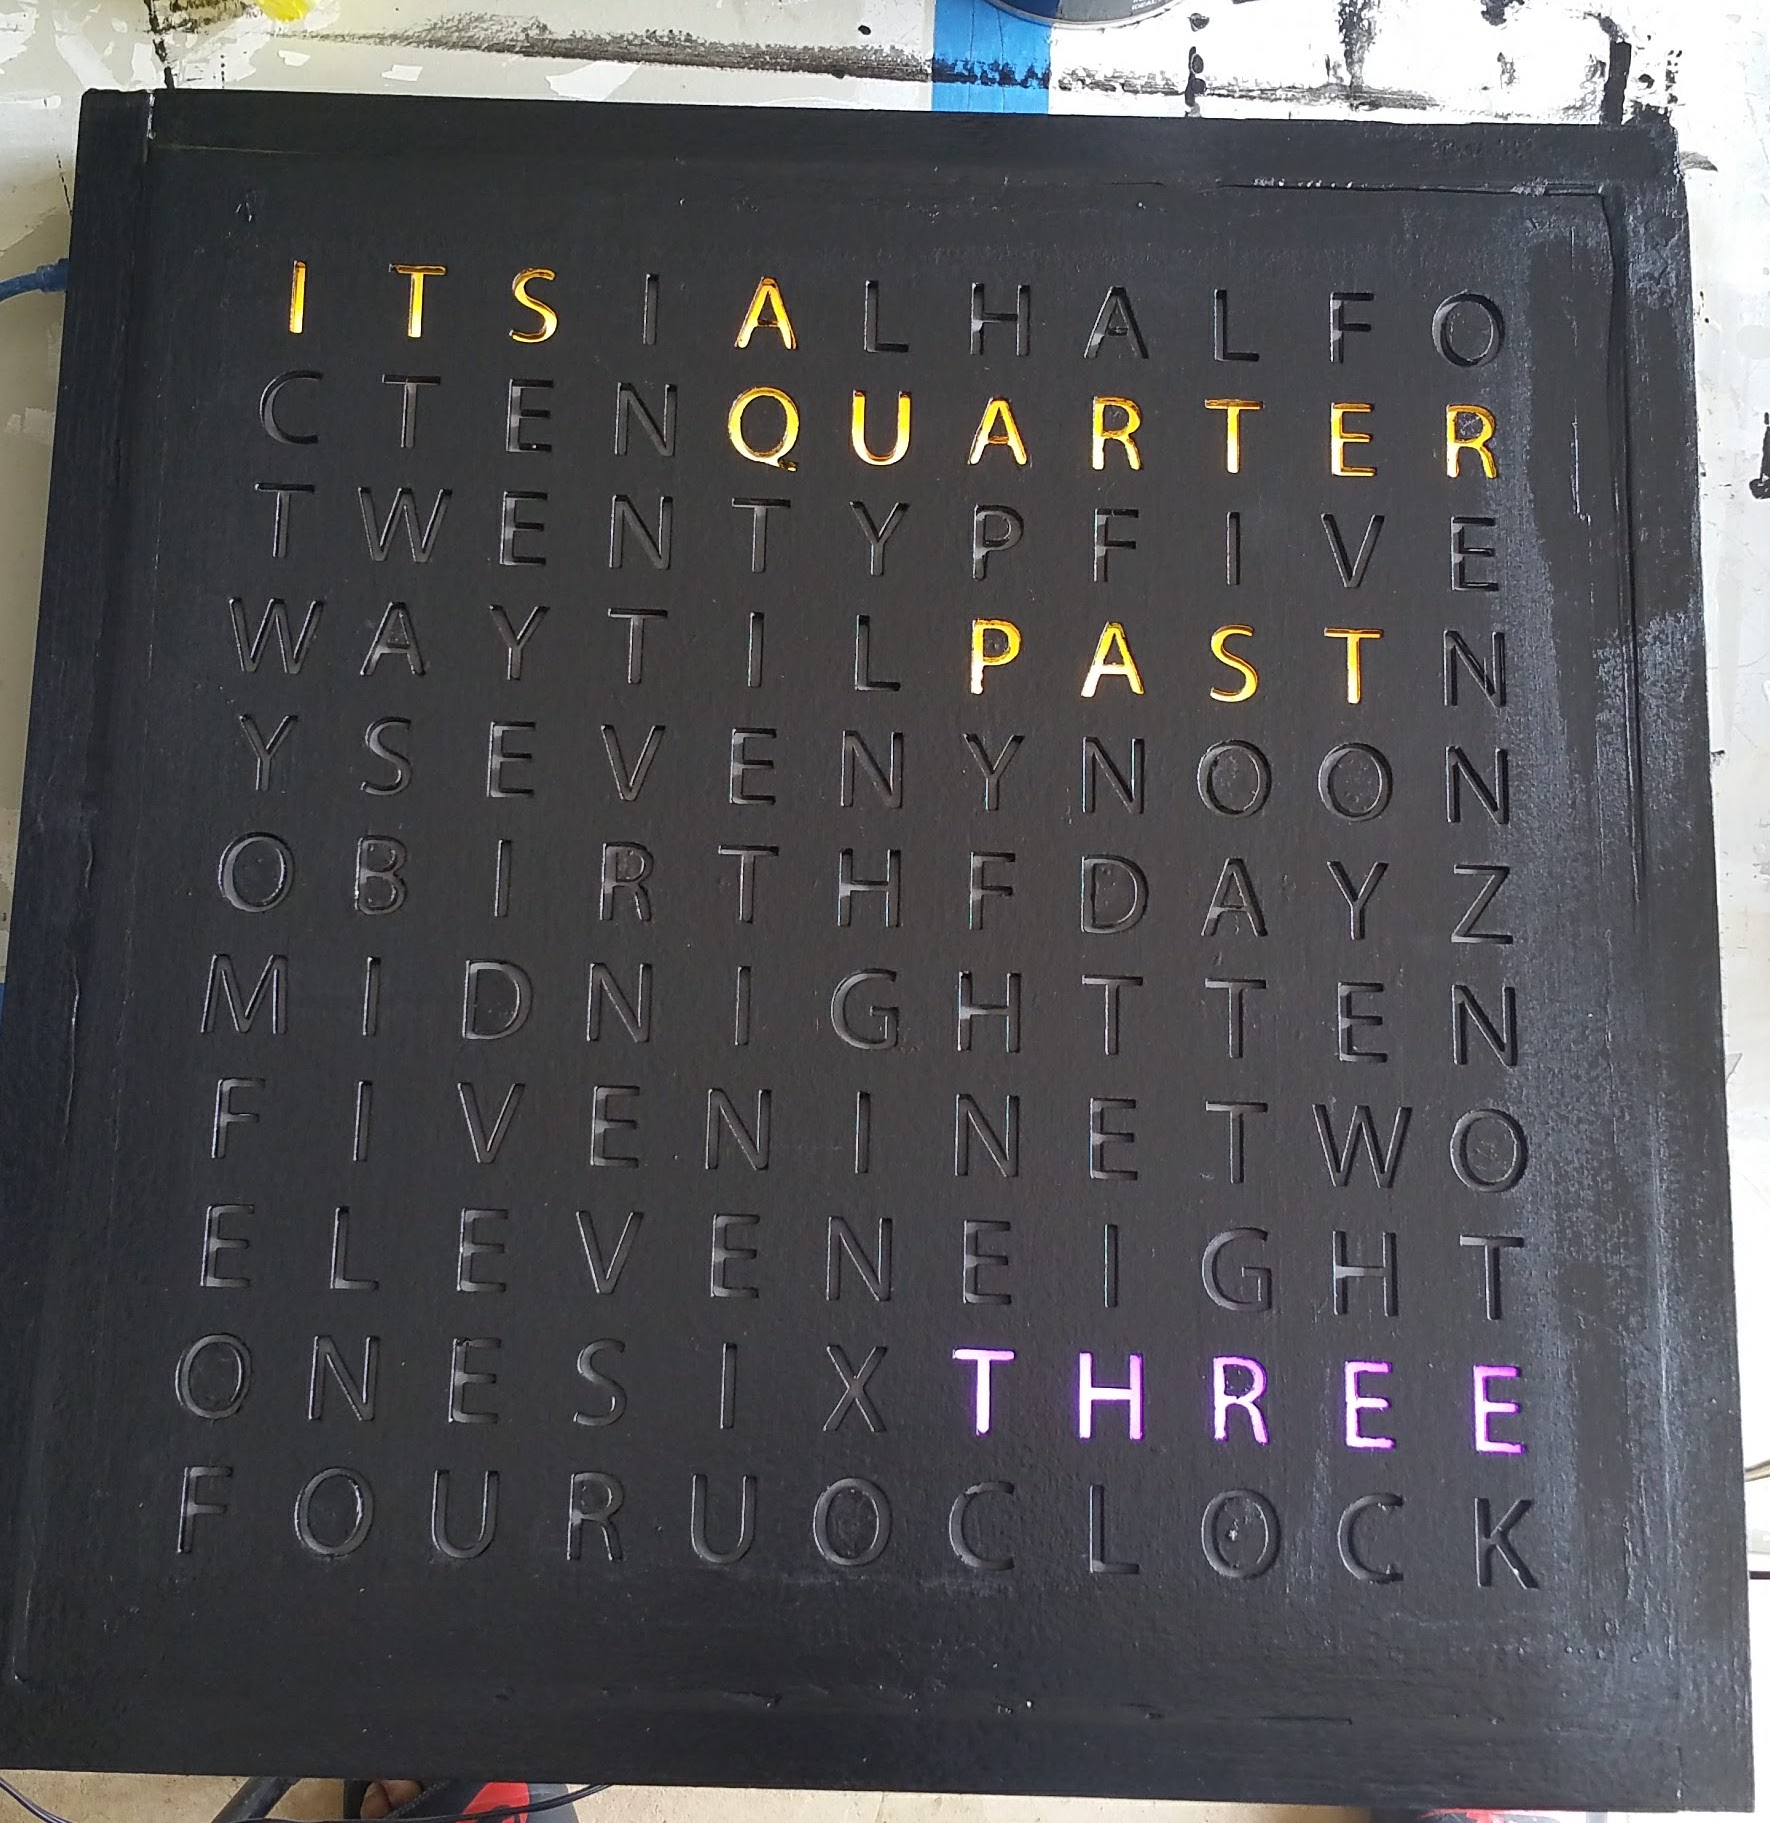 ITSIALHALFO
CTENQUARTER
TWENTYPFIVE
WAYTILPASTN
YSEVENYNOON
OBIRTHFDAYZ
MIDNIGHTTEN
FIVENINETWO
ELEVENEIGHT
ONESIXTHREE
FOURUOCLOCK